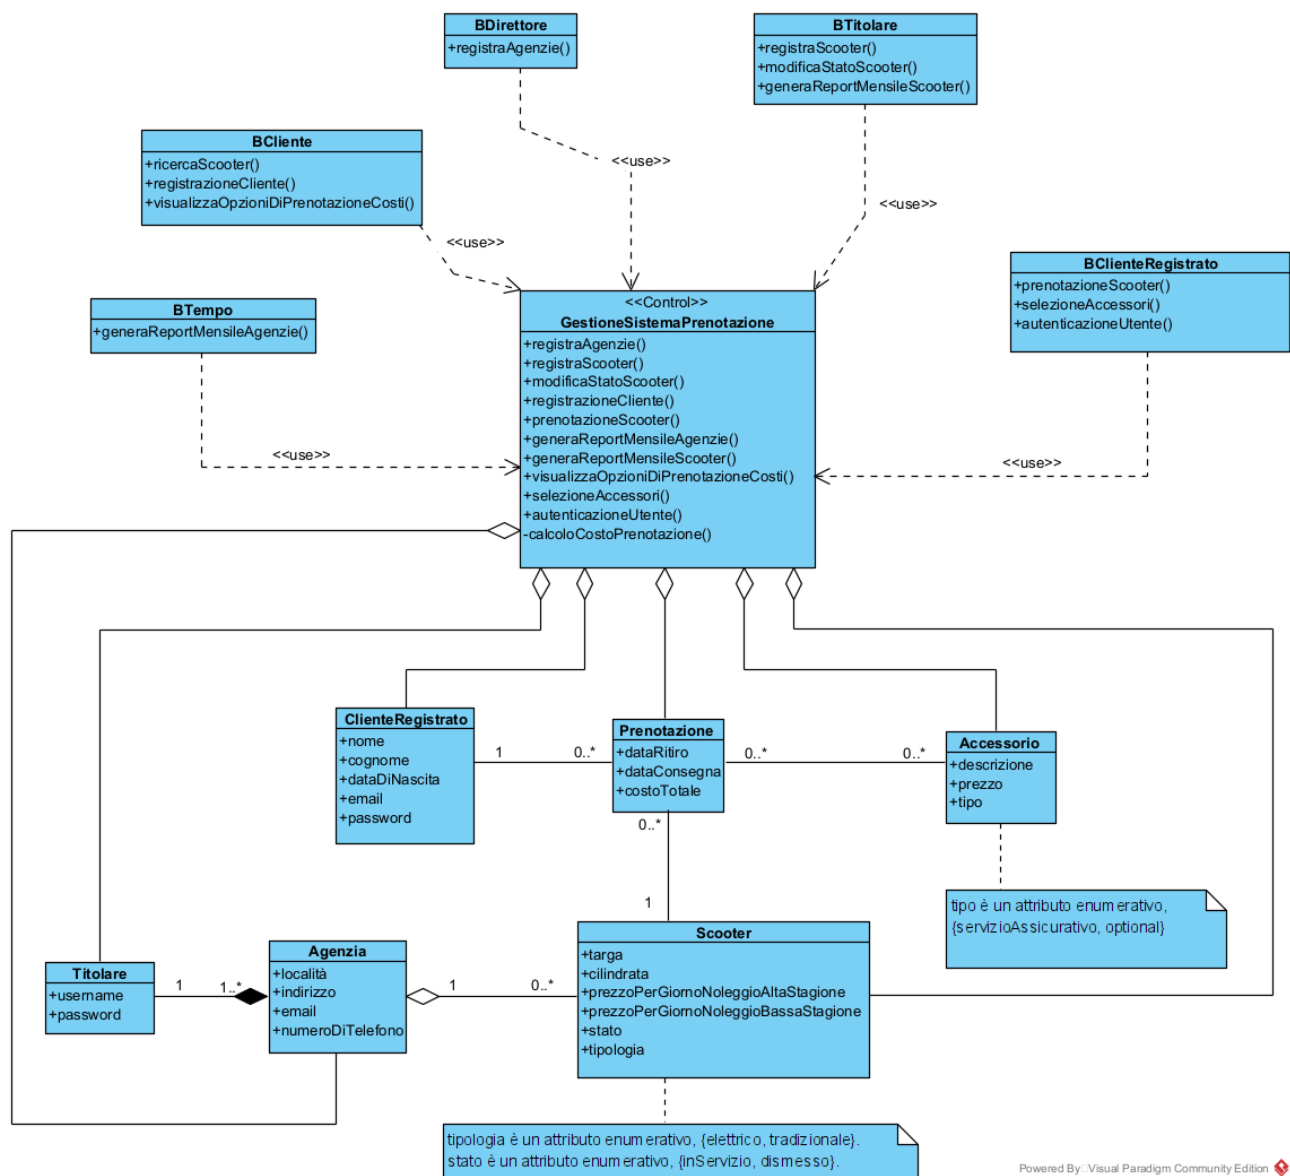 BDirettore
+registraAgenzie()
BTitolare
+registraScooter()
+modificaStatoScooter()
+generaReportMensileScooter()
BCliente
+ricercaScooter()
+registrazioneCliente()
+visualizzaOpzioniDiPrenotazioneCosti()
<<use>>
<<use>>
<<use>>
BClienteRegistrato
+prenotazioneScooter()
+selezioneAccessori()
+autenticazioneUtente()
BTempo
+generaReportMensileAgenzie()
<<Control>>
GestioneSistemaPrenotazione
+registraAgenzie()
+registraScooter()
+modificaStatoScooter()
+registrazioneCliente()
+prenotazioneScooter()
+generaReportMensileAgenzie()
+generaReportMensileScooter()
+visualizzaOpzioniDiPrenotazioneCosti()
+selezioneAccessori()
+autenticazioneUtente()
-calcoloCostoPrenotazione()
<<use>>
<<use>>
ClienteRegistrato
+nome
+cognome
+dataDiNascita
+email
+password
1
0..*
Prenotazione
+dataRitiro
+dataConsegna
+costoTotale
0..*
0..*
Accessorio
+descrizione
+prezzo
+tipo
0..*
1
tipo è un attributo enumerativo,
{servizioAssicurativo, optional}
Titolare
+username
+password
1
1..*
Agenzia
+località
+indirizzo
+email
+numeroDiTelefono
1
0..*
Scooter
+targa
+cilindrata
+prezzoPerGiornoNoleggioAltaStagione
+prezzoPerGiornoNoleggioBassaStagione
+stato
+tipologia
tipologia è un attributo enumerativo, {elettrico, tradizionale}.
stato è un attributo enumerativo, {inServizio, dismesso}.
Powered By Visual Paradigm Community Edition